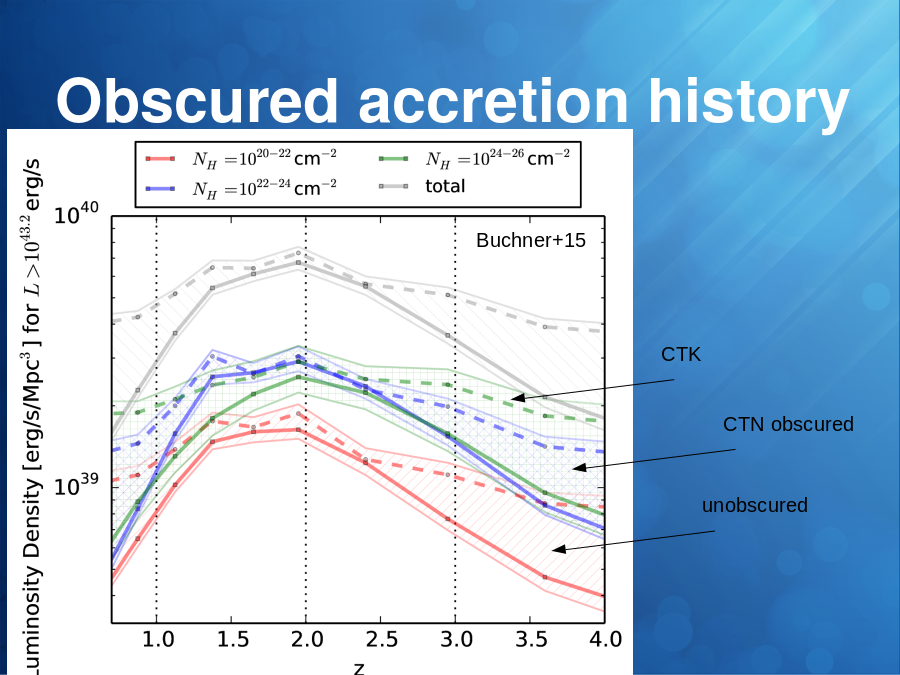 Obscured accretion history
N_H = 10^{20−22} cm^{−2}
N_H = 10^{24−26} cm^{−2}
N_H = 10^{22−24} cm^{−2}
total
Luminosity Density [erg/s/Mpc^3] for L > 10^{43.2} erg/s
10^{40}
Buchner+15
CTK
CTN obscured
10^{39}
unobscured
1.0 1.5 2.0 2.5 3.0 3.5 4.0
z